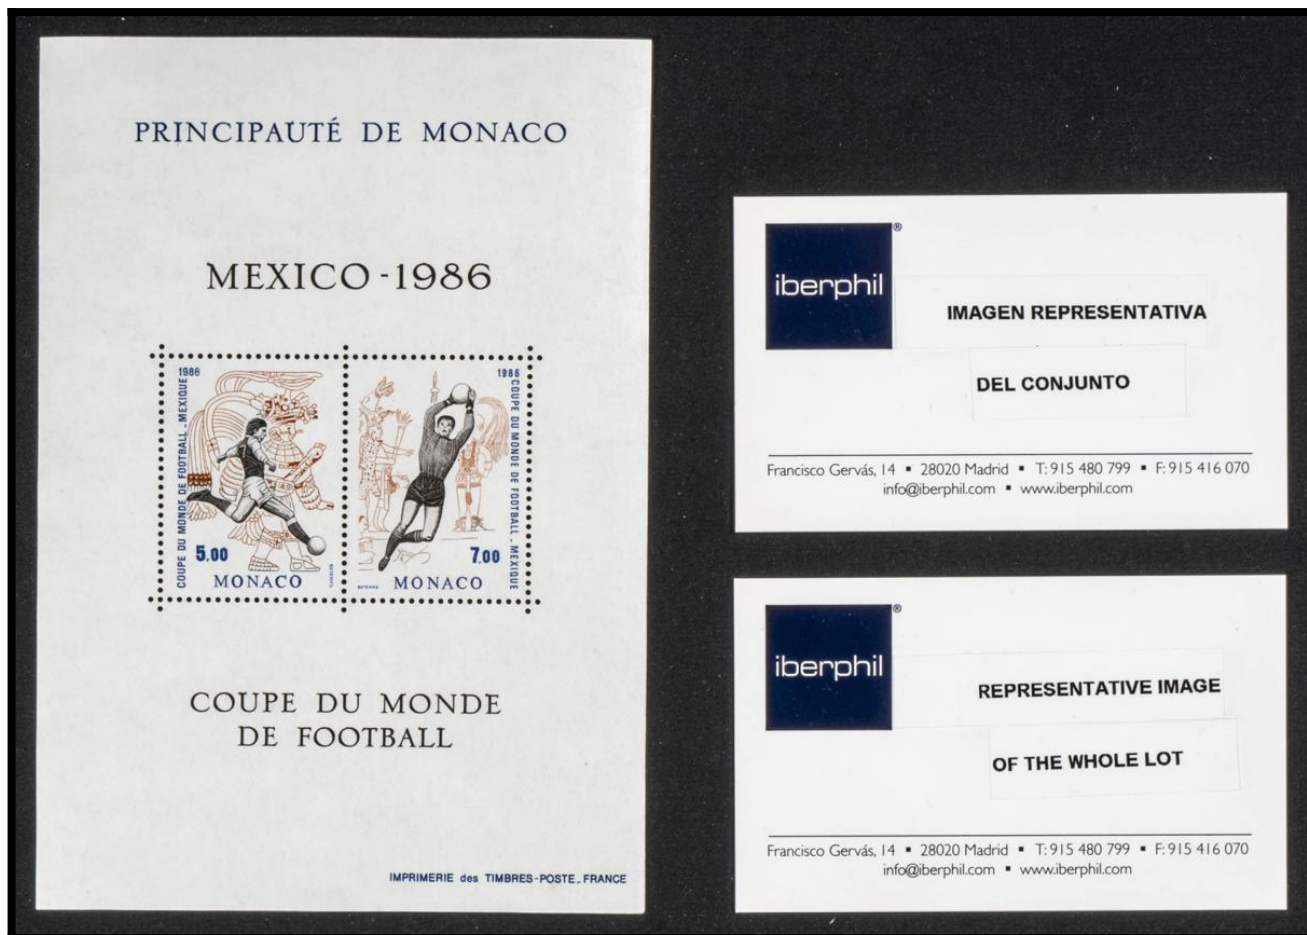 PRINCIPAUTÉ DE MONACO
MEXICO - 1986
1986
COUPE DU MONDE DE FOOTBALL _ MEXIQUE
5.00
MONACO
1986
COUPE DU MONDE DE FOOTBALL _ MEXIQUE
7.00
MONACO
COUPE DU MONDE
DE FOOTBALL
IMPRIMERIE des TIMBRES-POSTE _ FRANCE
iberphil ®
IMAGEN REPRESENTATIVA
DEL CONJUNTO
Francisco Gervás, 14 ▪ 28020 Madrid ▪ T: 915 480 799 ▪ F: 915 416 070
info@iberphil.com ▪ www.iberphil.com
iberphil ®
REPRESENTATIVE IMAGE
OF THE WHOLE LOT
Francisco Gervás, 14 ▪ 28020 Madrid ▪ T: 915 480 799 ▪ F: 915 416 070
info@iberphil.com ▪ www.iberphil.com